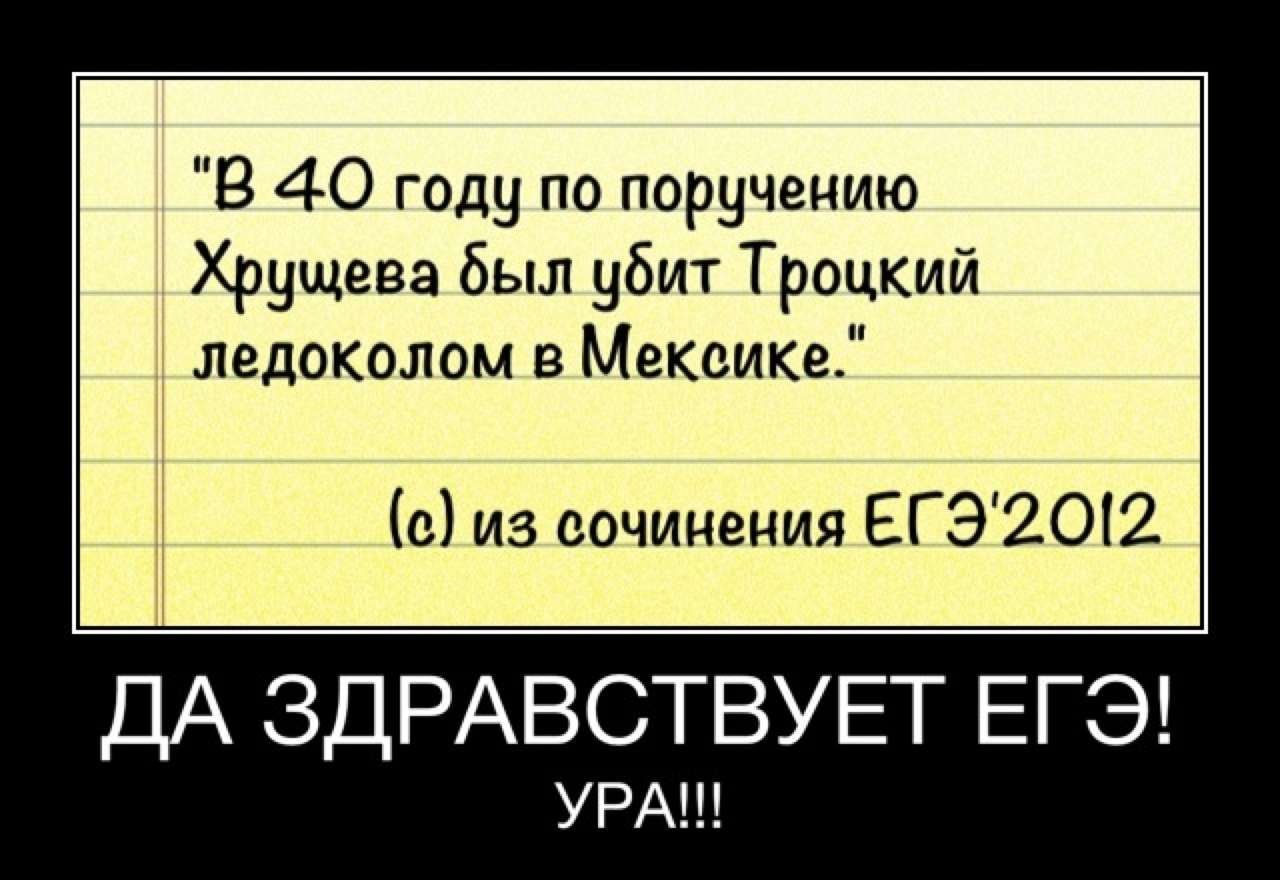 "В 40 году по поручению
Хрущева был убит Троцкий
ледоколом в Мексике."
(с) из сочинения ЕГЭ'2012
ДА ЗДРАВСТВУЕТ ЕГЭ!
УРА!!!